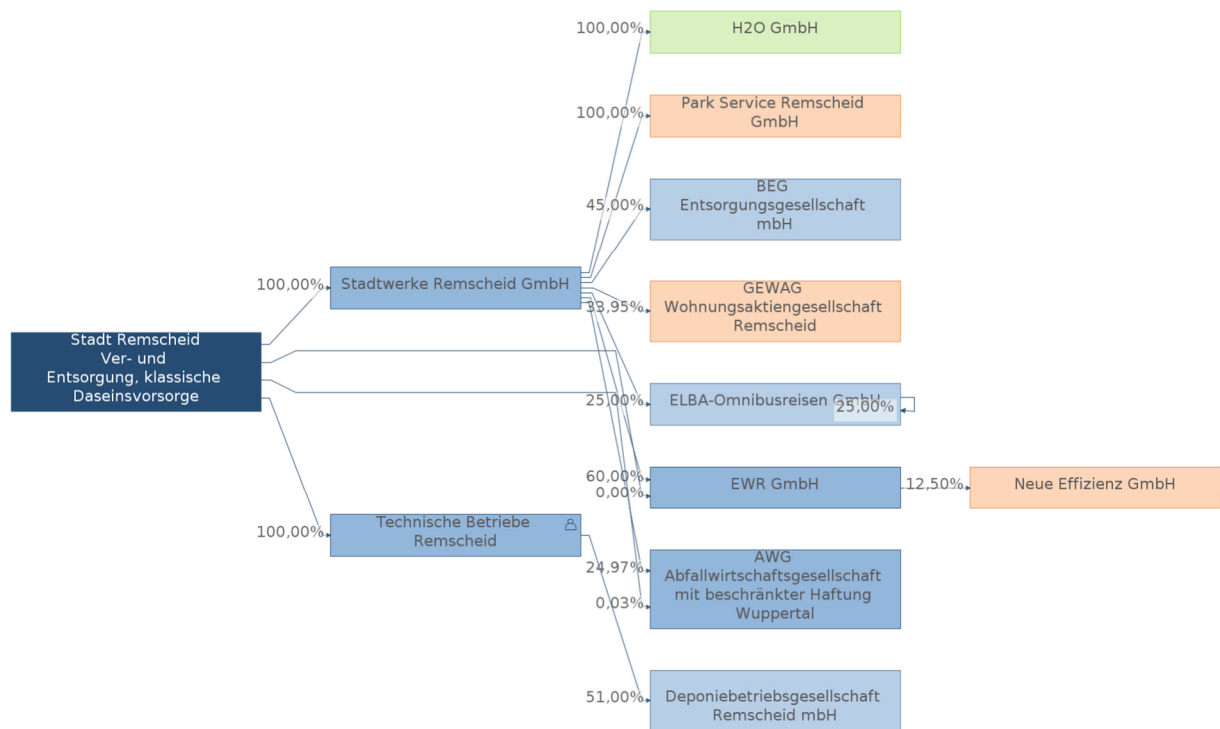 100,00%
H2O GmbH
100,00%
Park Service Remscheid
GmbH
45,00%
BEG
Entsorgungsgesellschaft
mbH
100,00%
Stadtwerke Remscheid GmbH
33,95%
GEWAG
Wohnungsaktiengesellschaft
Remscheid
Stadt Remscheid
Ver- und
Entsorgung, klassische
Daseinsvorsorge
25,00%
ELBA-Omnibusreisen GmbH
25,00%
60,00%
0,00%
EWR GmbH
12,50%
Neue Effizienz GmbH
100,00%
Technische Betriebe
Remscheid
24,97%
0,03%
AWG
Abfallwirtschaftsgesellschaft
mit beschränkter Haftung
Wuppertal
51,00%
Deponiebetriebsgesellschaft
Remscheid mbH